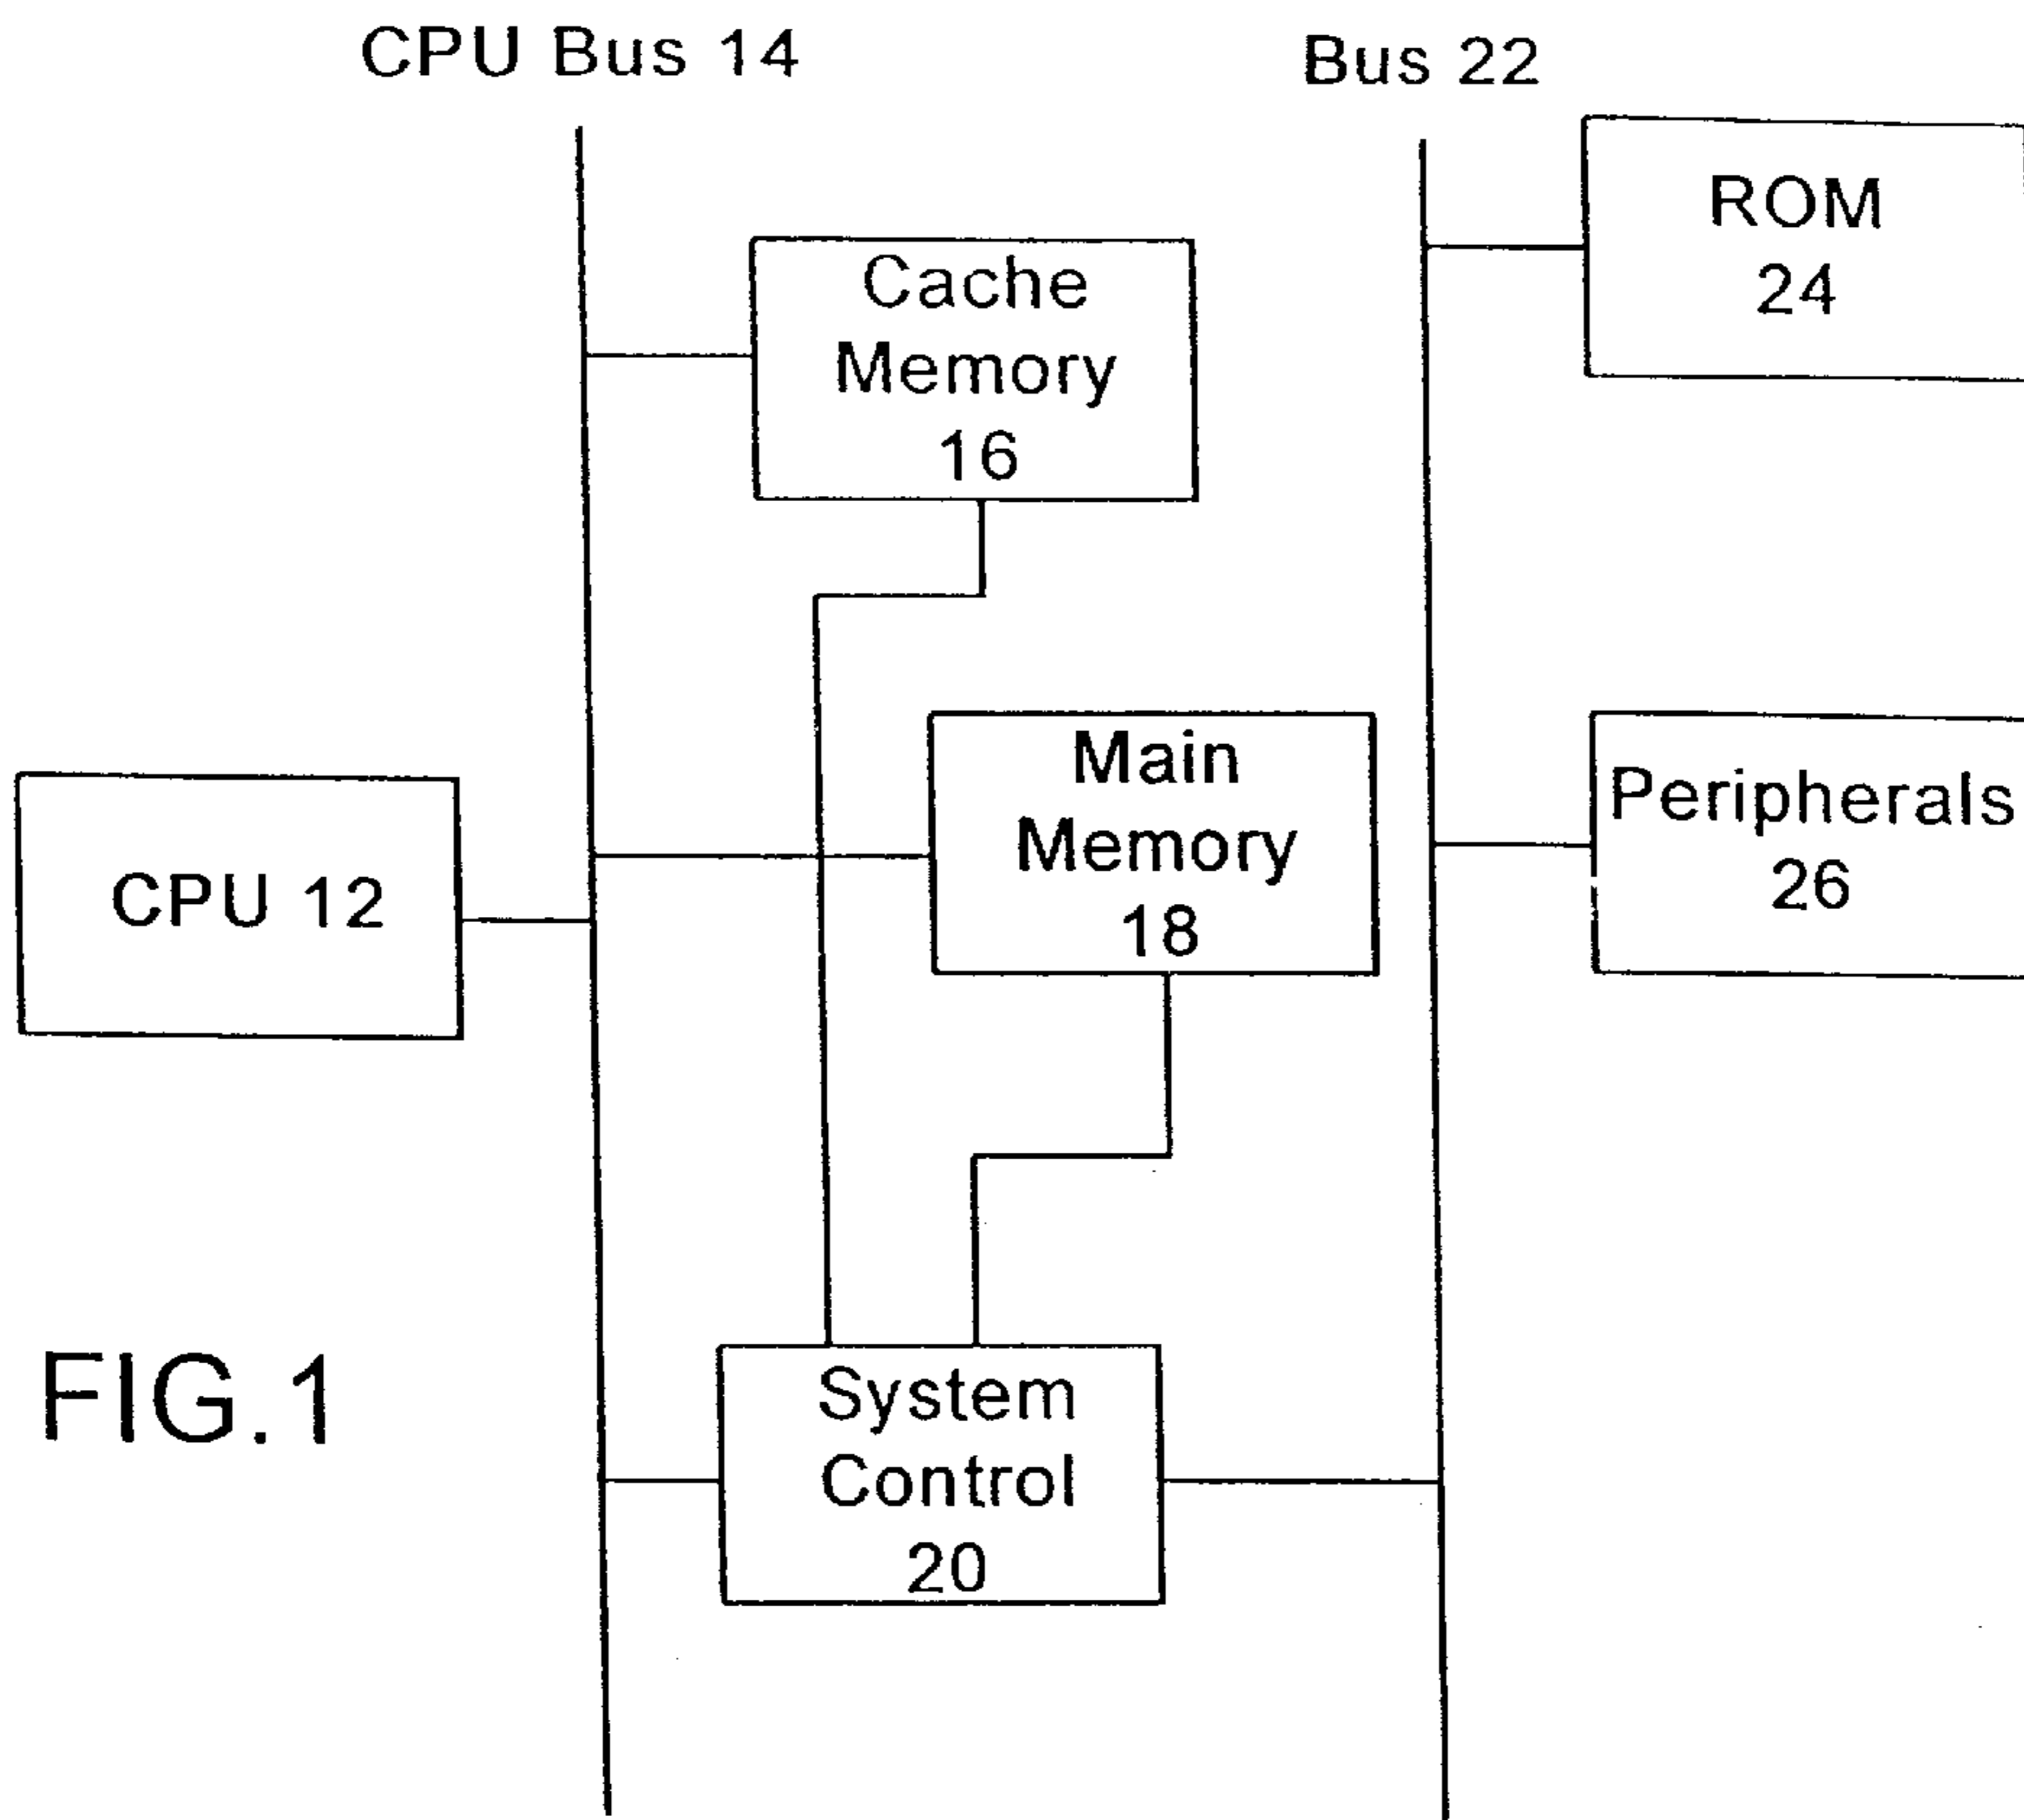 CPU Bus 14
Bus 22
ROM
24
Cache
Memory
16
Main
Memory
18
Peripherals
26
CPU 12
FIG.1
System
Control
20